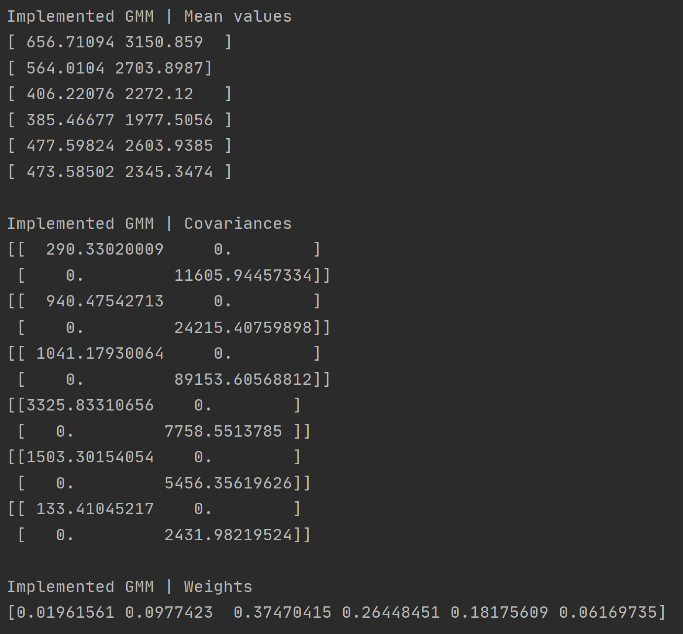 Implemented GMM | Mean values
[ 656.71094 3150.859  ]
[ 564.0104 2703.8987]
[ 406.22076 2272.12   ]
[ 385.46677 1977.5056 ]
[ 477.59824 2603.9385 ]
[ 473.58502 2345.3474 ]
Implemented GMM | Covariances
[[  290.33020009     0.        ]
 [    0.         11605.94457334]]
[[  940.47542713     0.        ]
 [    0.         24215.40759898]]
[[ 1041.17930064     0.        ]
 [    0.         89153.60568812]]
[[3325.83310656    0.        ]
 [   0.         7758.5513785 ]]
[[1503.30154054    0.        ]
 [   0.         5456.35619626]]
[[ 133.41045217    0.        ]
 [   0.         2431.98219524]]
Implemented GMM | Weights
[0.01961561 0.0977423  0.37470415 0.26448451 0.18175609 0.06169735]